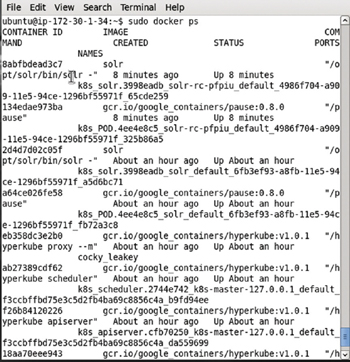 File Edit View Search Terminal Help
ubuntu@ip-172-30-1-34:~$ sudo docker ps
CONTAINER ID        IMAGE                                  COM
MAND                  CREATED             STATUS              PORTS
                   NAMES
8abfbdead3c7        solr                                   "/o
pt/solr/bin/solr -"   8 minutes ago       Up 8 minutes
                   k8s_solr.3998eadb_solr-rc-pfpiu_default_4986f704-a90
9-11e5-94ce-1296bf55971f_65cde259
134edae973ba        gcr.io/google_containers/pause:0.8.0   "/p
ause"                 8 minutes ago       Up 8 minutes
                   k8s_POD.4ee4e8c5_solr-rc-pfpiu_default_4986f704-a909
-11e5-94ce-1296bf55971f_325b86a5
2d4d7d02c05f        solr                                   "/o
pt/solr/bin/solr -"   About an hour ago   Up About an hour
                   k8s_solr.3998eadb_solr_default_6fb3ef93-a8fb-11e5-94
ce-1296bf55971f_a5d6bc71
a64ce026fe58        gcr.io/google_containers/pause:0.8.0   "/p
ause"                 About an hour ago   Up About an hour
                   k8s_POD.4ee4e8c5_solr_default_6fb3ef93-a8fb-11e5-94c
e-1296bf55971f_fb72a3c8
eb358dc3e2b0        gcr.io/google_containers/hyperkube:v1.0.1   "/h
yperkube proxy --m"   About an hour ago   Up About an hour
                   cocky_leakey
ab27389cdf62        gcr.io/google_containers/hyperkube:v1.0.1   "/h
yperkube scheduler"   About an hour ago   Up About an hour
                   k8s_scheduler.2744e742_k8s-master-127.0.0.1_default_
f3ccbffbd75e3c5d2fb4ba69c8856c4a_b9fd94ee
f26b84120226        gcr.io/google_containers/hyperkube:v1.0.1   "/h
yperkube apiserver"   About an hour ago   Up About an hour
                   k8s_apiserver.cfb70250_k8s-master-127.0.0.1_default_
f3ccbffbd75e3c5d2fb4ba69c8856c4a_da559699
18aa70eee943        gcr.io/google_containers/hyperkube:v1.0.1   "/h